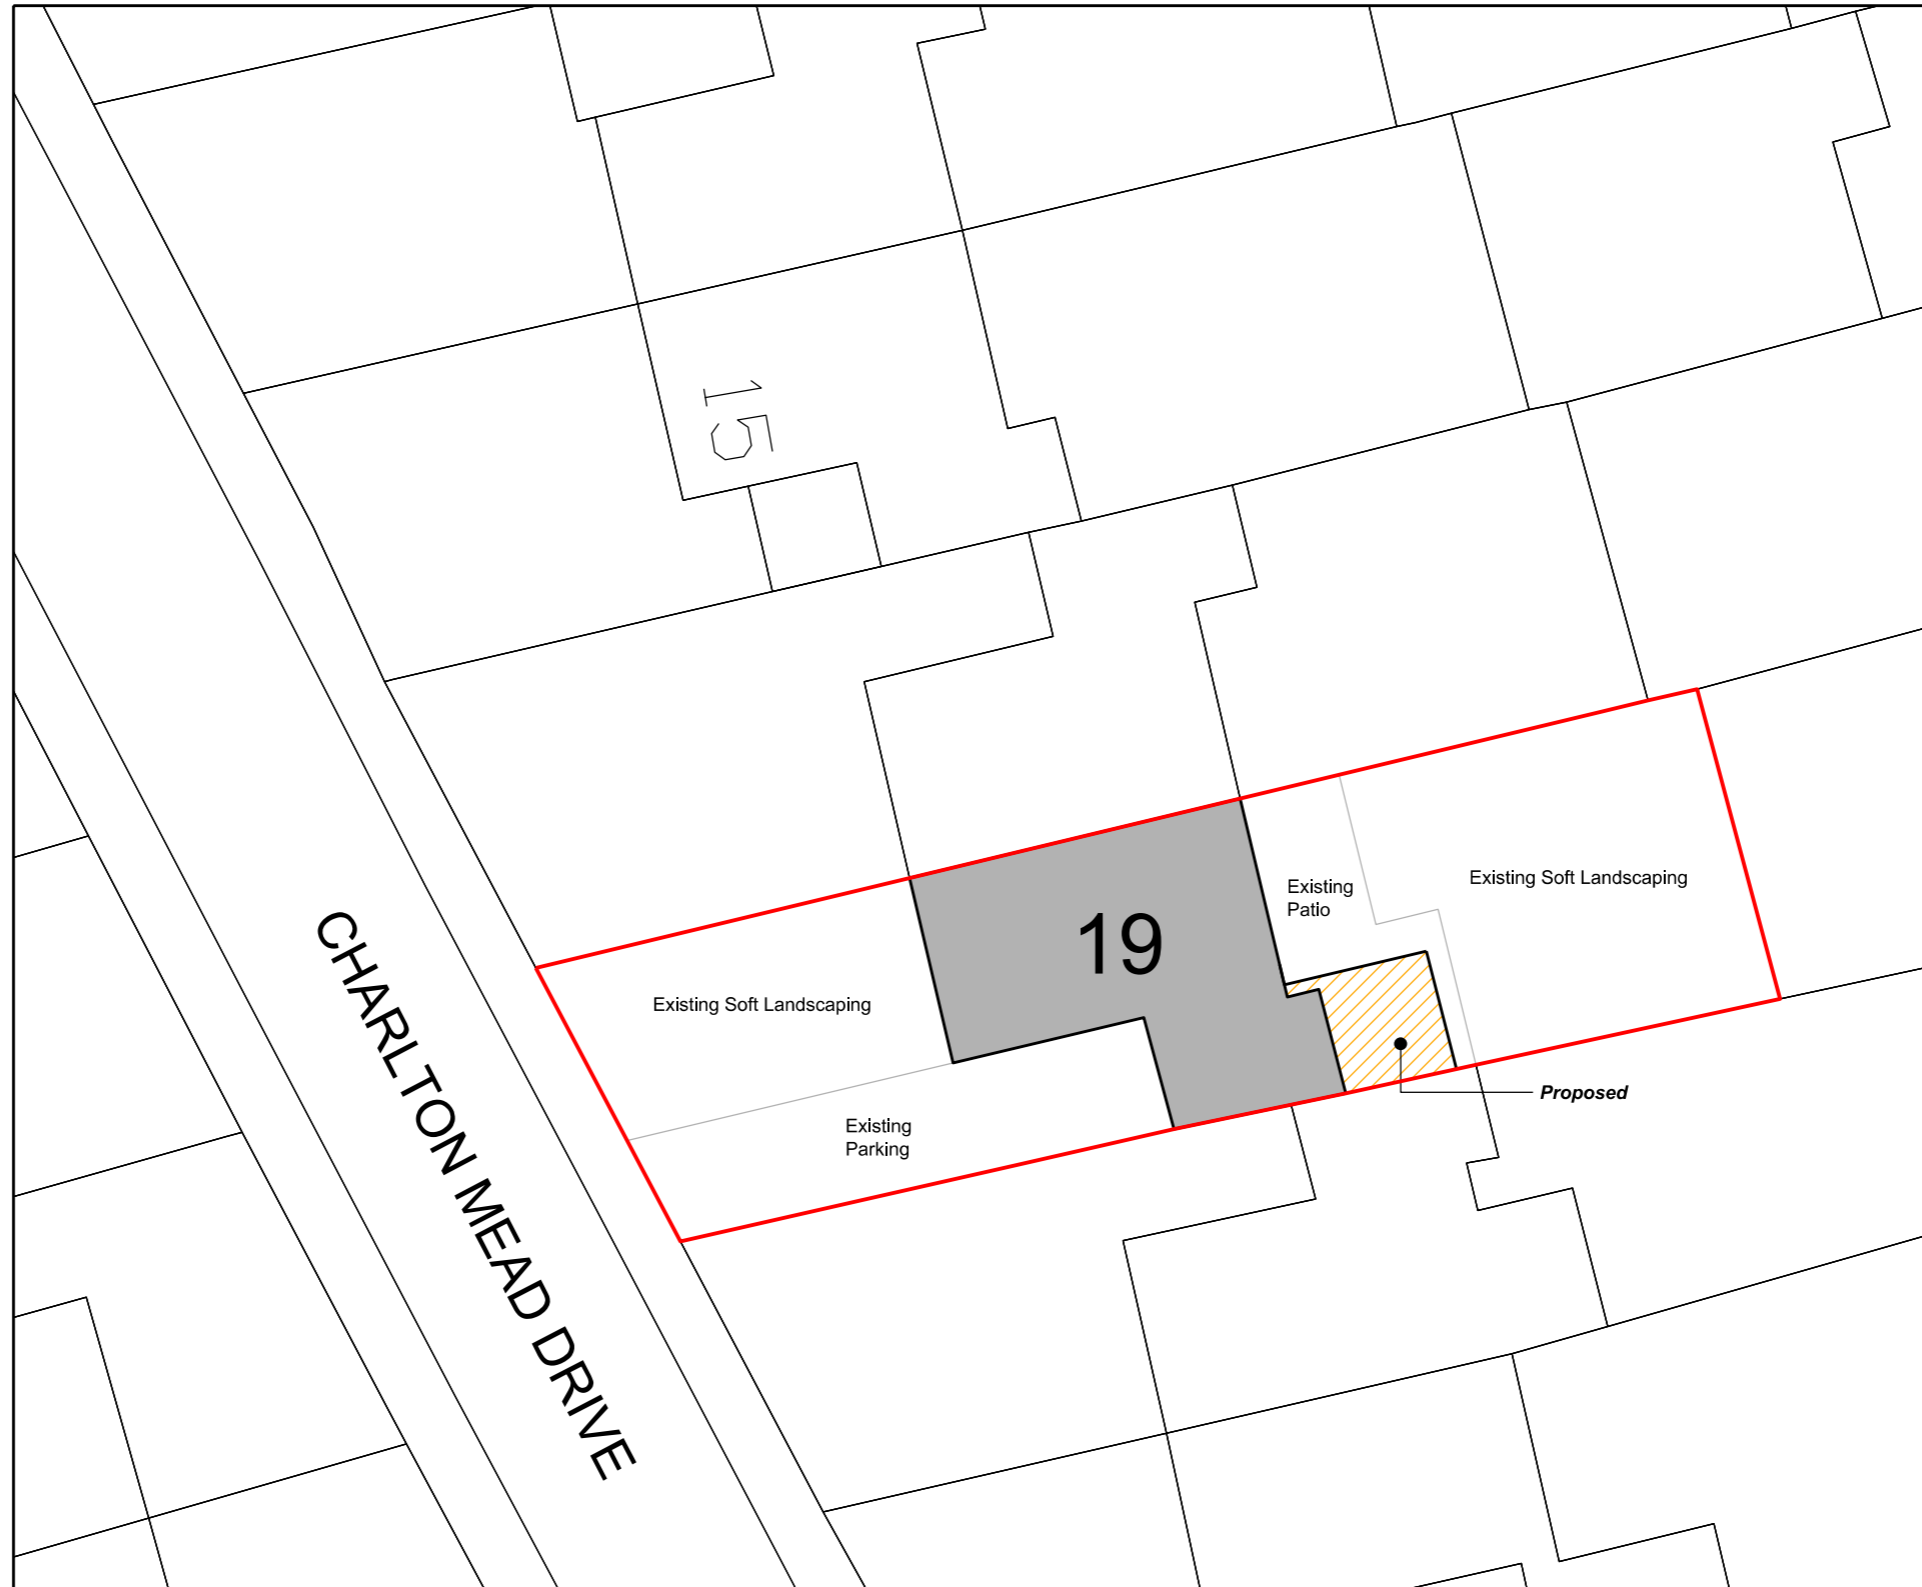 15
Existing
Patio
Existing Soft Landscaping
19
Existing Soft Landscaping
Proposed
Existing
Parking
CHARLTON MEAD DRIVE